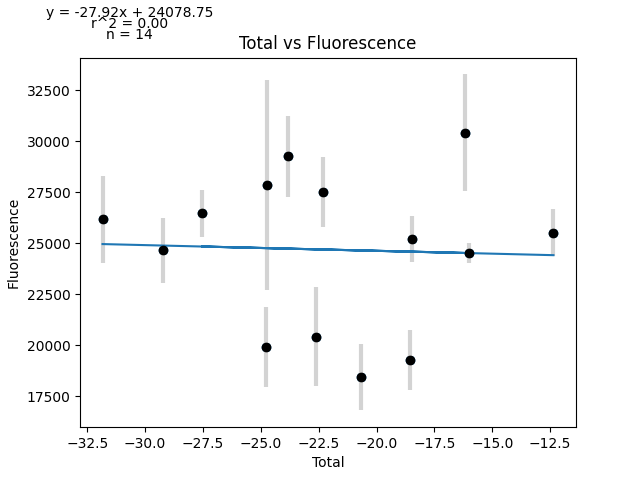 y = -27.92x + 24078.75
r^2 = 0.00
n = 14
Total vs Fluorescence
32500
30000
27500
25000
22500
20000
17500
Fluorescence
−32.5 −30.0 −27.5 −25.0 −22.5 −20.0 −17.5 −15.0 −12.5
Total